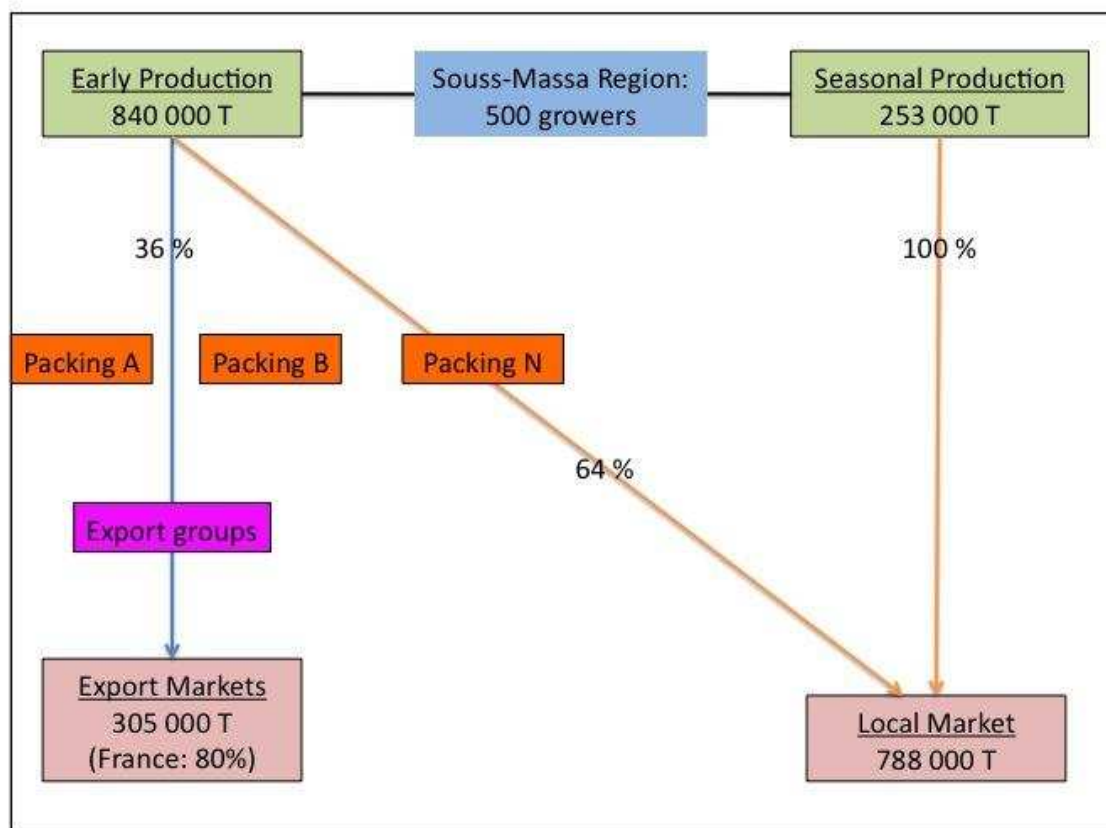 Early Production
840 000 T
Souss-Massa Region:
500 growers
Seasonal Production
253 000 T
36 %
100 %
Packing A
Packing B
Packing N
64 %
Export groups
Export Markets
305 000 T
(France: 80%)
Local Market
788 000 T